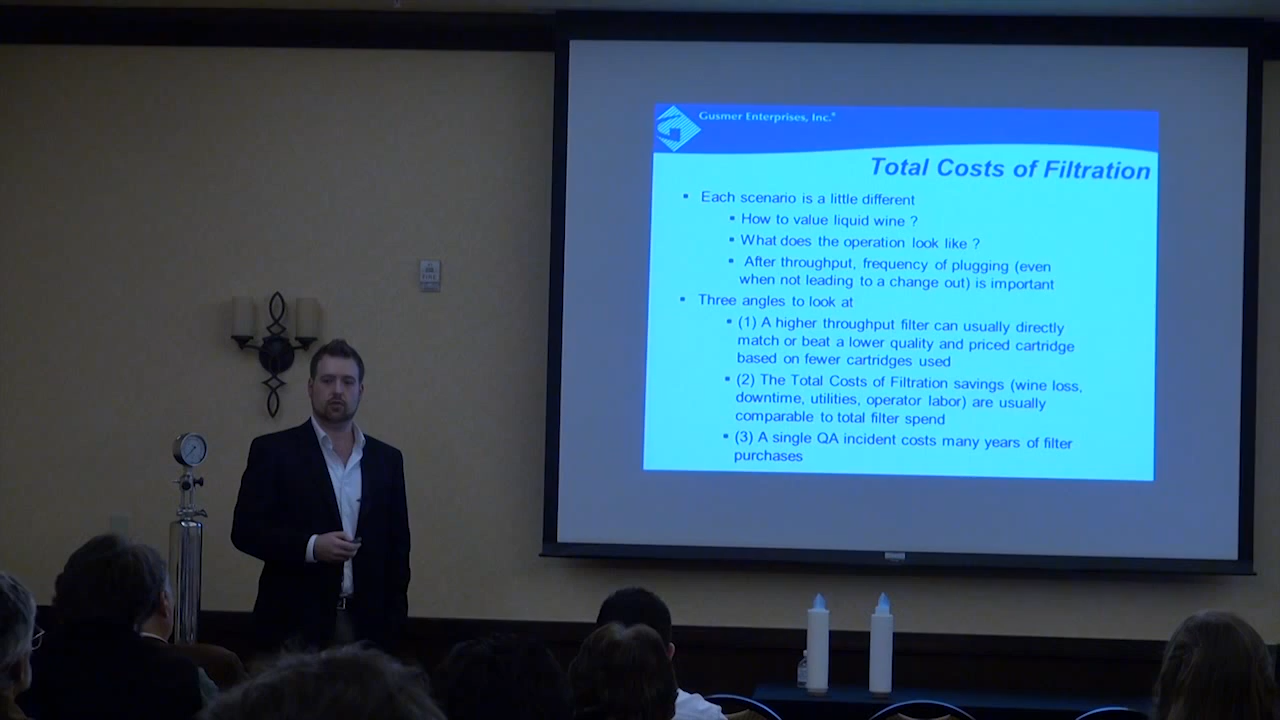 Gusmer Enterprises, Inc.®
Total Costs of Filtration
▪ Each scenario is a little different
▪ How to value liquid wine ?
▪ What does the operation look like ?
▪ After throughput, frequency of plugging (even
when not leading to a change out) is important
▪ Three angles to look at
▪ (1) A higher throughput filter can usually directly
match or beat a lower quality and priced cartridge
based on fewer cartridges used
▪ (2) The Total Costs of Filtration savings (wine loss,
downtime, utilities, operator labor) are usually
comparable to total filter spend
▪ (3) A single QA incident costs many years of filter
purchases
FIRE